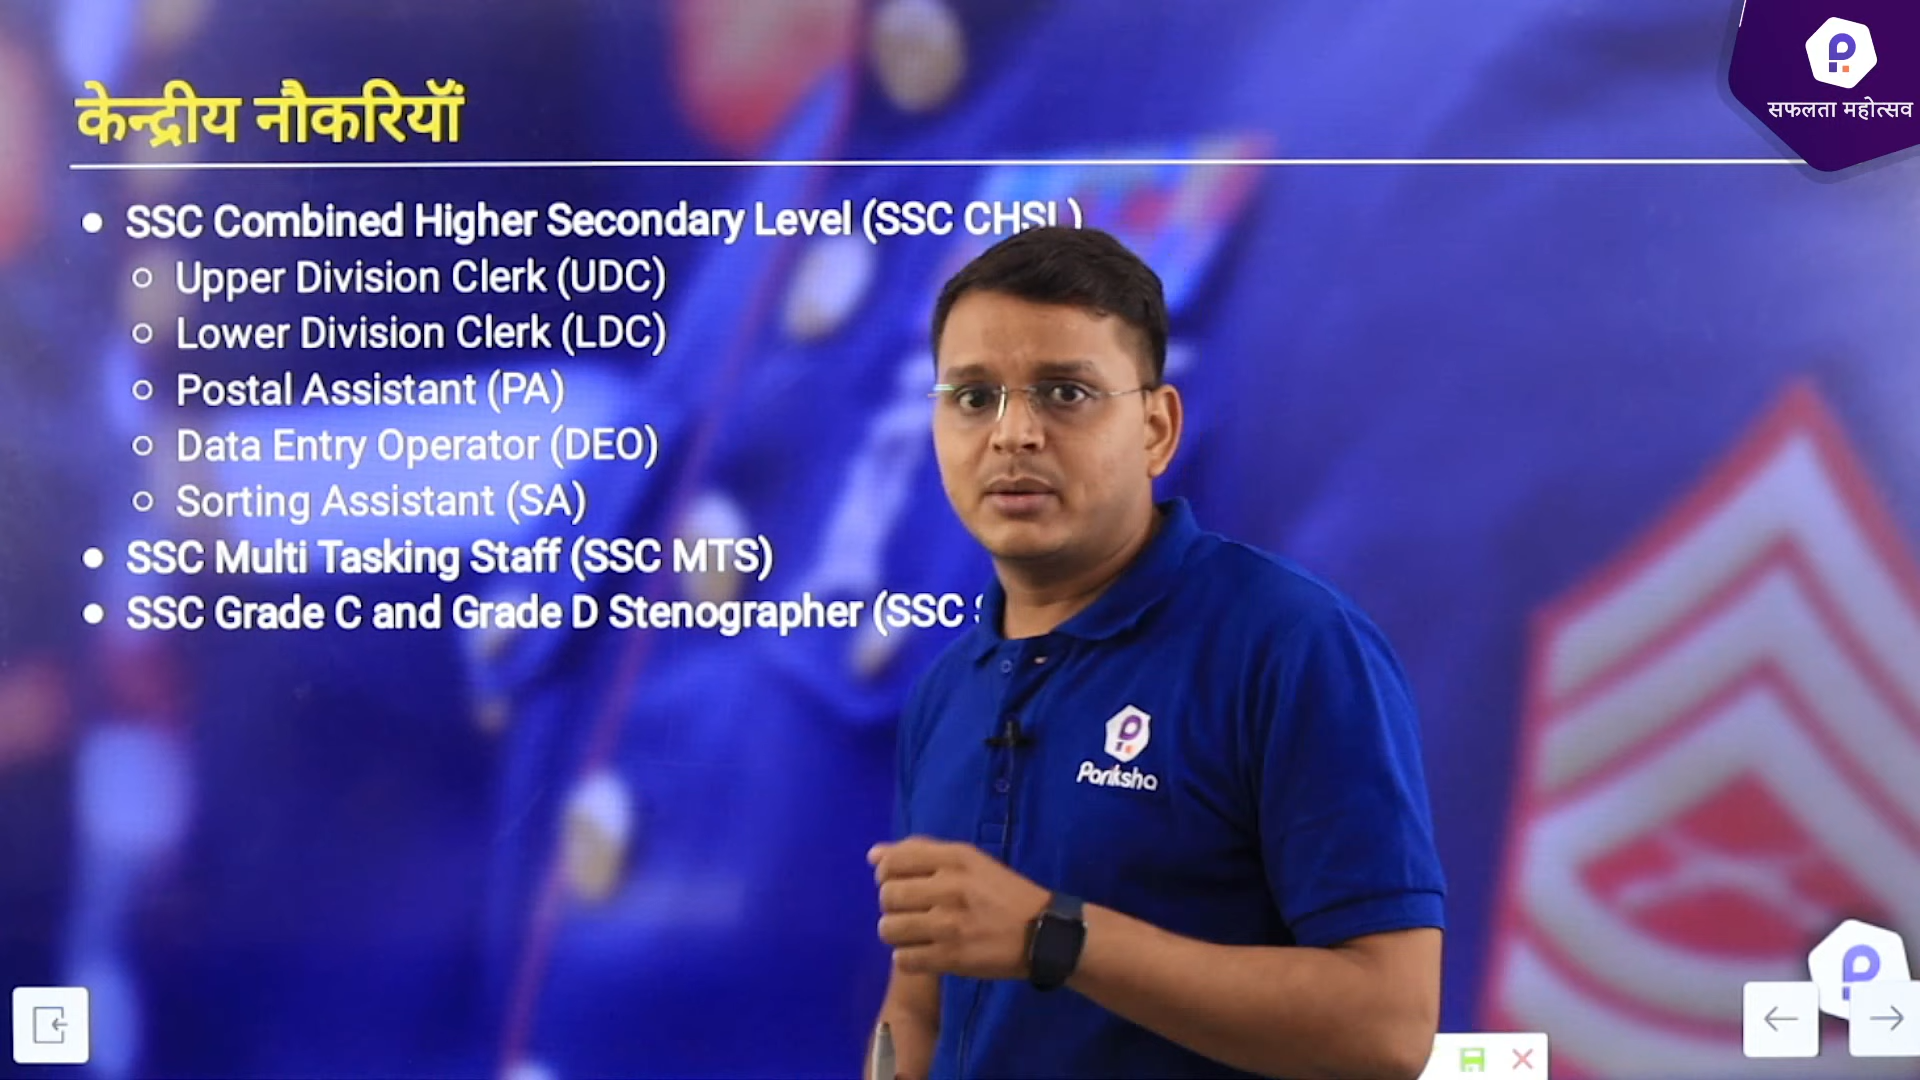 केन्द्रीय नौकरियाँ
सफलता महोत्सव
SSC Combined Higher Secondary Level (SSC CHSL)
Upper Division Clerk (UDC)
Lower Division Clerk (LDC)
Postal Assistant (PA)
Data Entry Operator (DEO)
Sorting Assistant (SA)
SSC Multi Tasking Staff (SSC MTS)
SSC Grade C and Grade D Stenographer (SSC
Pariksha